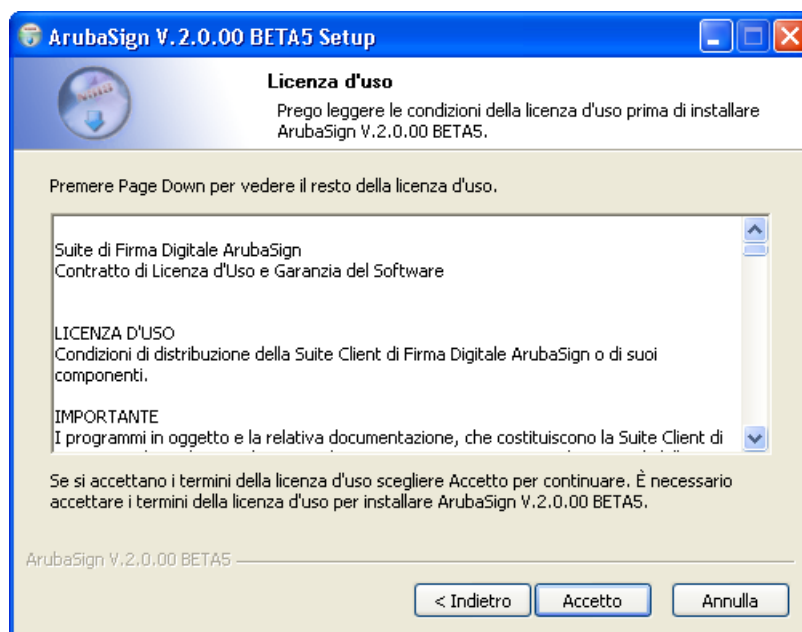 ArubaSign V.2.0.00 BETA5 Setup
Licenza d'uso
Prego leggere le condizioni della licenza d'uso prima di installare
ArubaSign V.2.0.00 BETA5.
Premere Page Down per vedere il resto della licenza d'uso.
Suite di Firma Digitale ArubaSign
Contratto di Licenza d'Uso e Garanzia del Software
LICENZA D'USO
Condizioni di distribuzione della Suite Client di Firma Digitale ArubaSign o di suoi
componenti.
IMPORTANTE
I programmi in oggetto e la relativa documentazione, che costituiscono la Suite Client di
Se si accettano i termini della licenza d'uso scegliere Accetto per continuare. È necessario
accettare i termini della licenza d'uso per installare ArubaSign V.2.0.00 BETA5.
ArubaSign V.2.0.00 BETA5
< Indietro Accetto Annulla